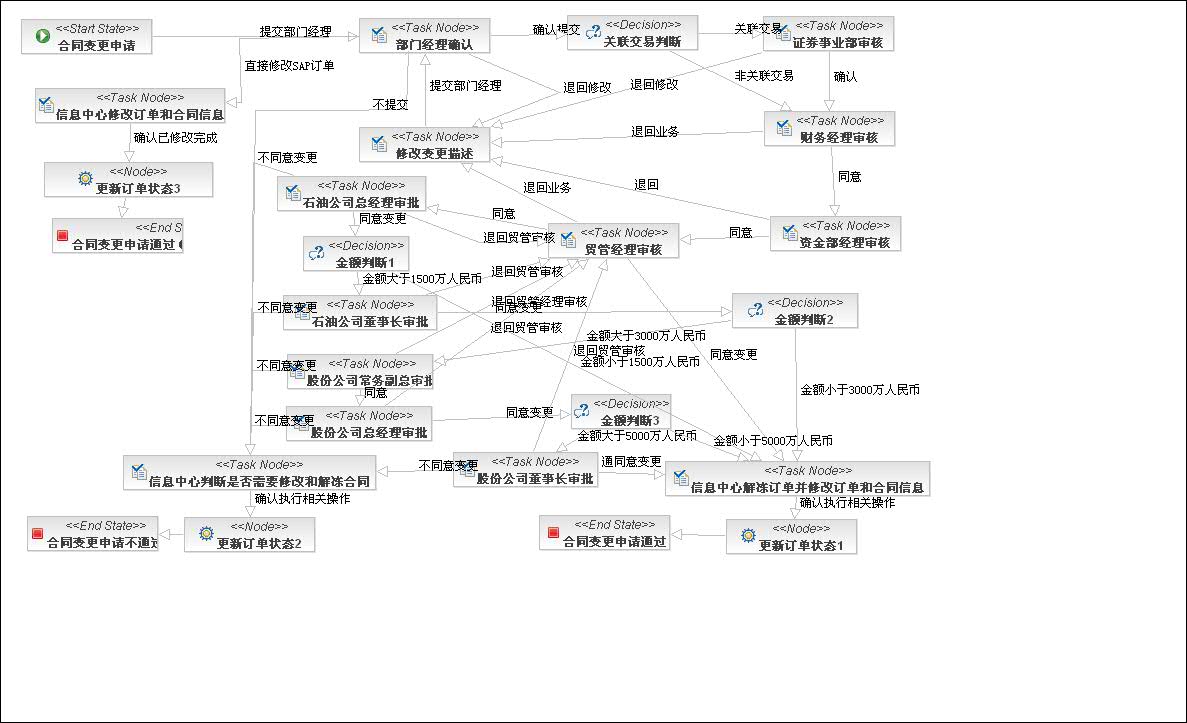 <<Start State>>
合同变更申请
提交部门经理
<<Task Node>>
部门经理确认
确认提交
<<Decision>>
关联交易判断
关联交易
<<Task Node>>
证券事业部审核
直接修改SAP订单
提交部门经理
退回修改
退回修改
非关联交易
确认
<<Task Node>>
信息中心修改订单和合同信息
不提交
<<Task Node>>
财务经理审核
确认已修改完成
<<Task Node>>
修改变更描述
退回业务
不同意变更
<<Node>>
更新订单状态3
<<Task Node>>
石油公司总经理审批
退回业务
退回
同意
同意变更
同意
<<End S
合同变更申请通过
退回贸管审核
<<Task Node>>
贸管经理审核
同意
<<Task Node>>
资金部经理审核
<<Decision>>
金额判断1
金额大于1500万人民币
退回贸管审核
不同意变更
<<Task Node>>
石油公司董事长审批
退回贸管经理审核
同意变更
<<Decision>>
金额判断2
退回贸管审核
金额大于3000万人民币
退回贸管审核
金额小于1500万人民币
同意变更
不同意变更
<<Task Node>>
股份公司常务副总审批
同意
金额小于3000万人民币
不同意变更
<<Task Node>>
股份公司总经理审批
同意变更
<<Decision>>
金额判断3
金额大于5000万人民币
金额小于5000万人民币
<<Task Node>>
信息中心判断是否需要修改和解冻合同
不同意变更
<<Task Node>>
股份公司董事长审批
通同意变更
<<Task Node>>
信息中心解冻订单并修改订单和合同信息
确认执行相关操作
确认执行相关操作
<<End State>>
合同变更申请不通过
<<Node>>
更新订单状态2
<<End State>>
合同变更申请通过
<<Node>>
更新订单状态1